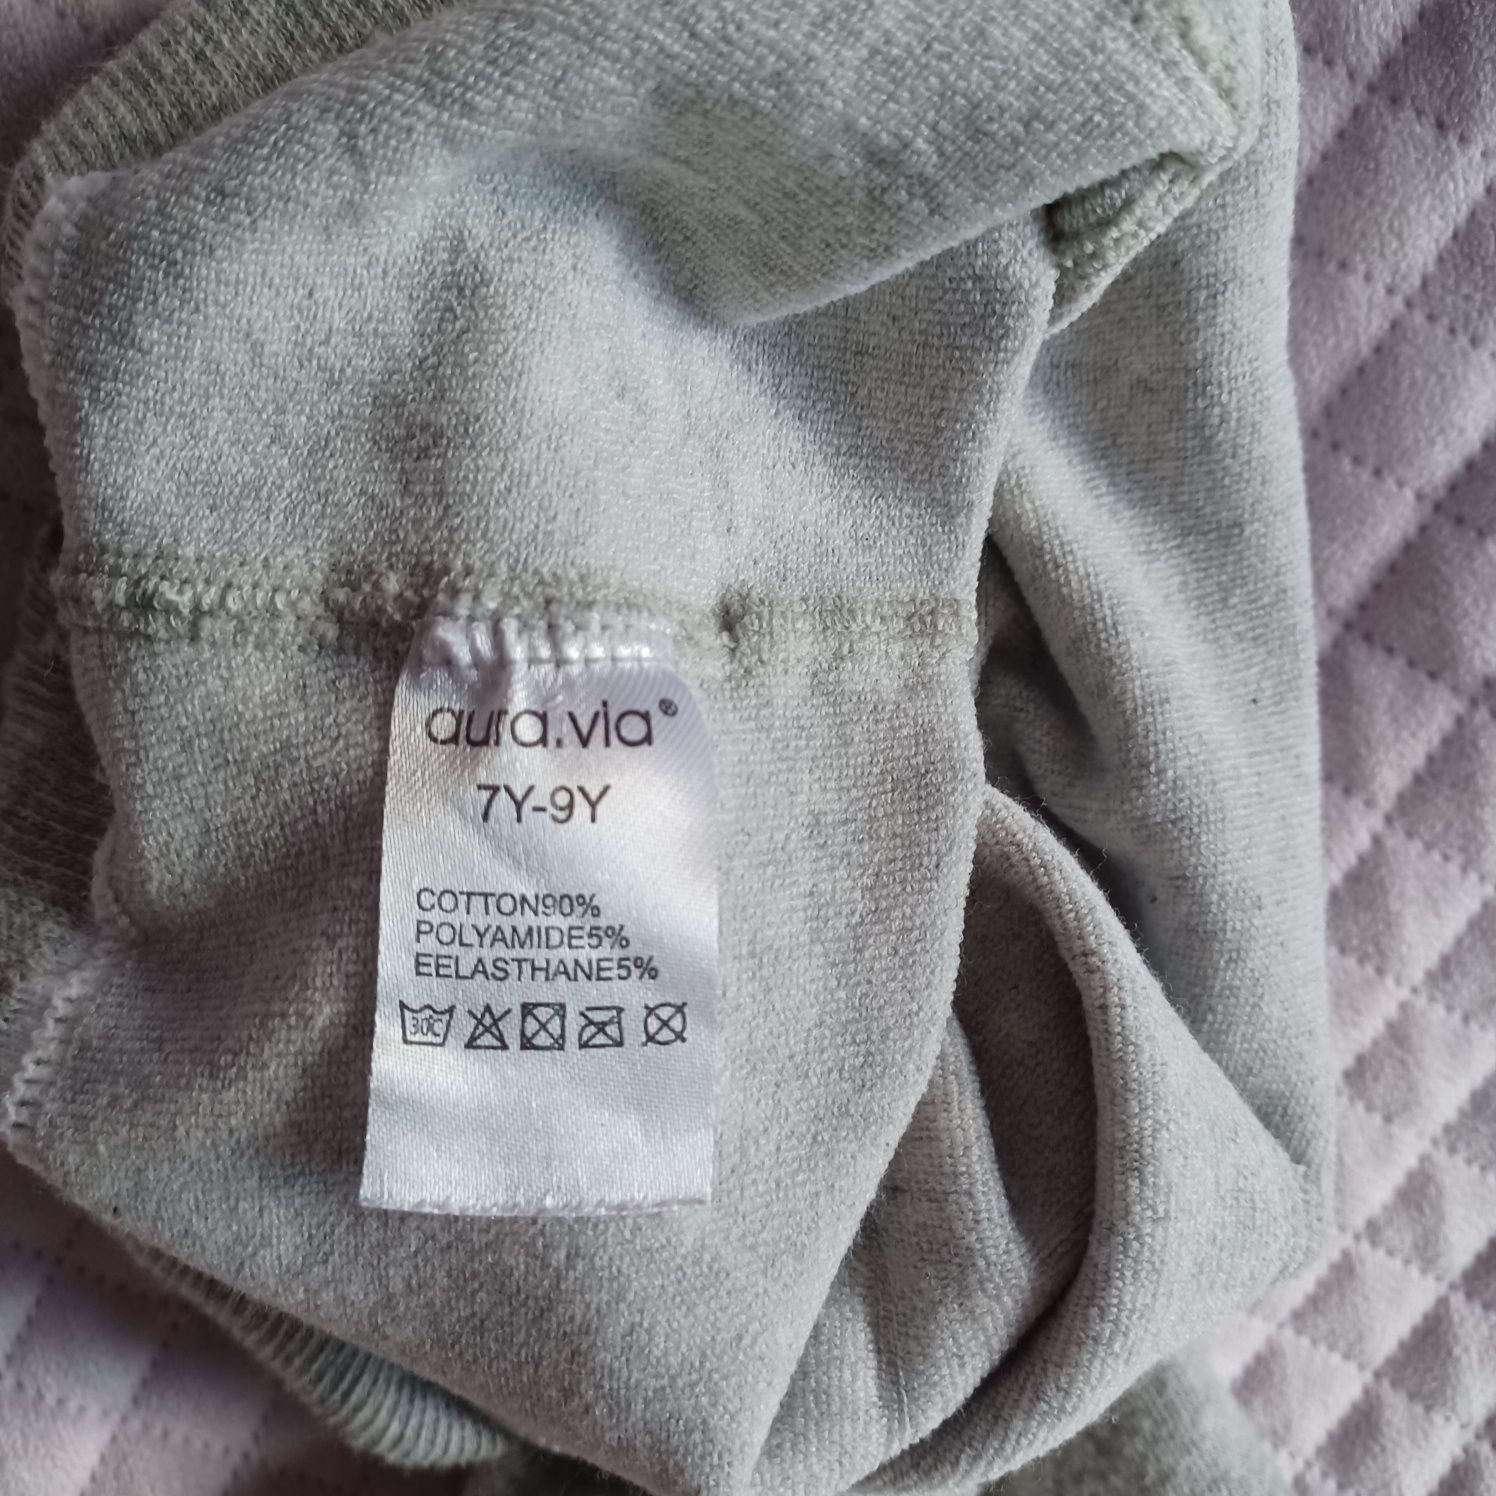 aura.via®
7Y-9Y
COTTON90%
POLYAMIDE5%
EELASTHANE5%
30°C